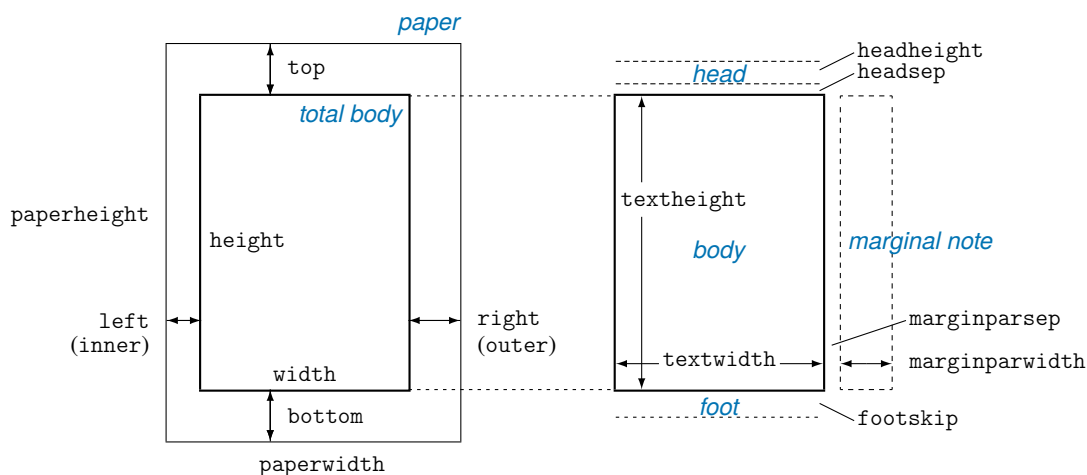 paper
top
total body
paperheight
height
left
(inner)
right
(outer)
width
bottom
paperwidth
headheight
head
headsep
textheight
body
marginal note
marginparsep
textwidth
marginparwidth
foot
footskip